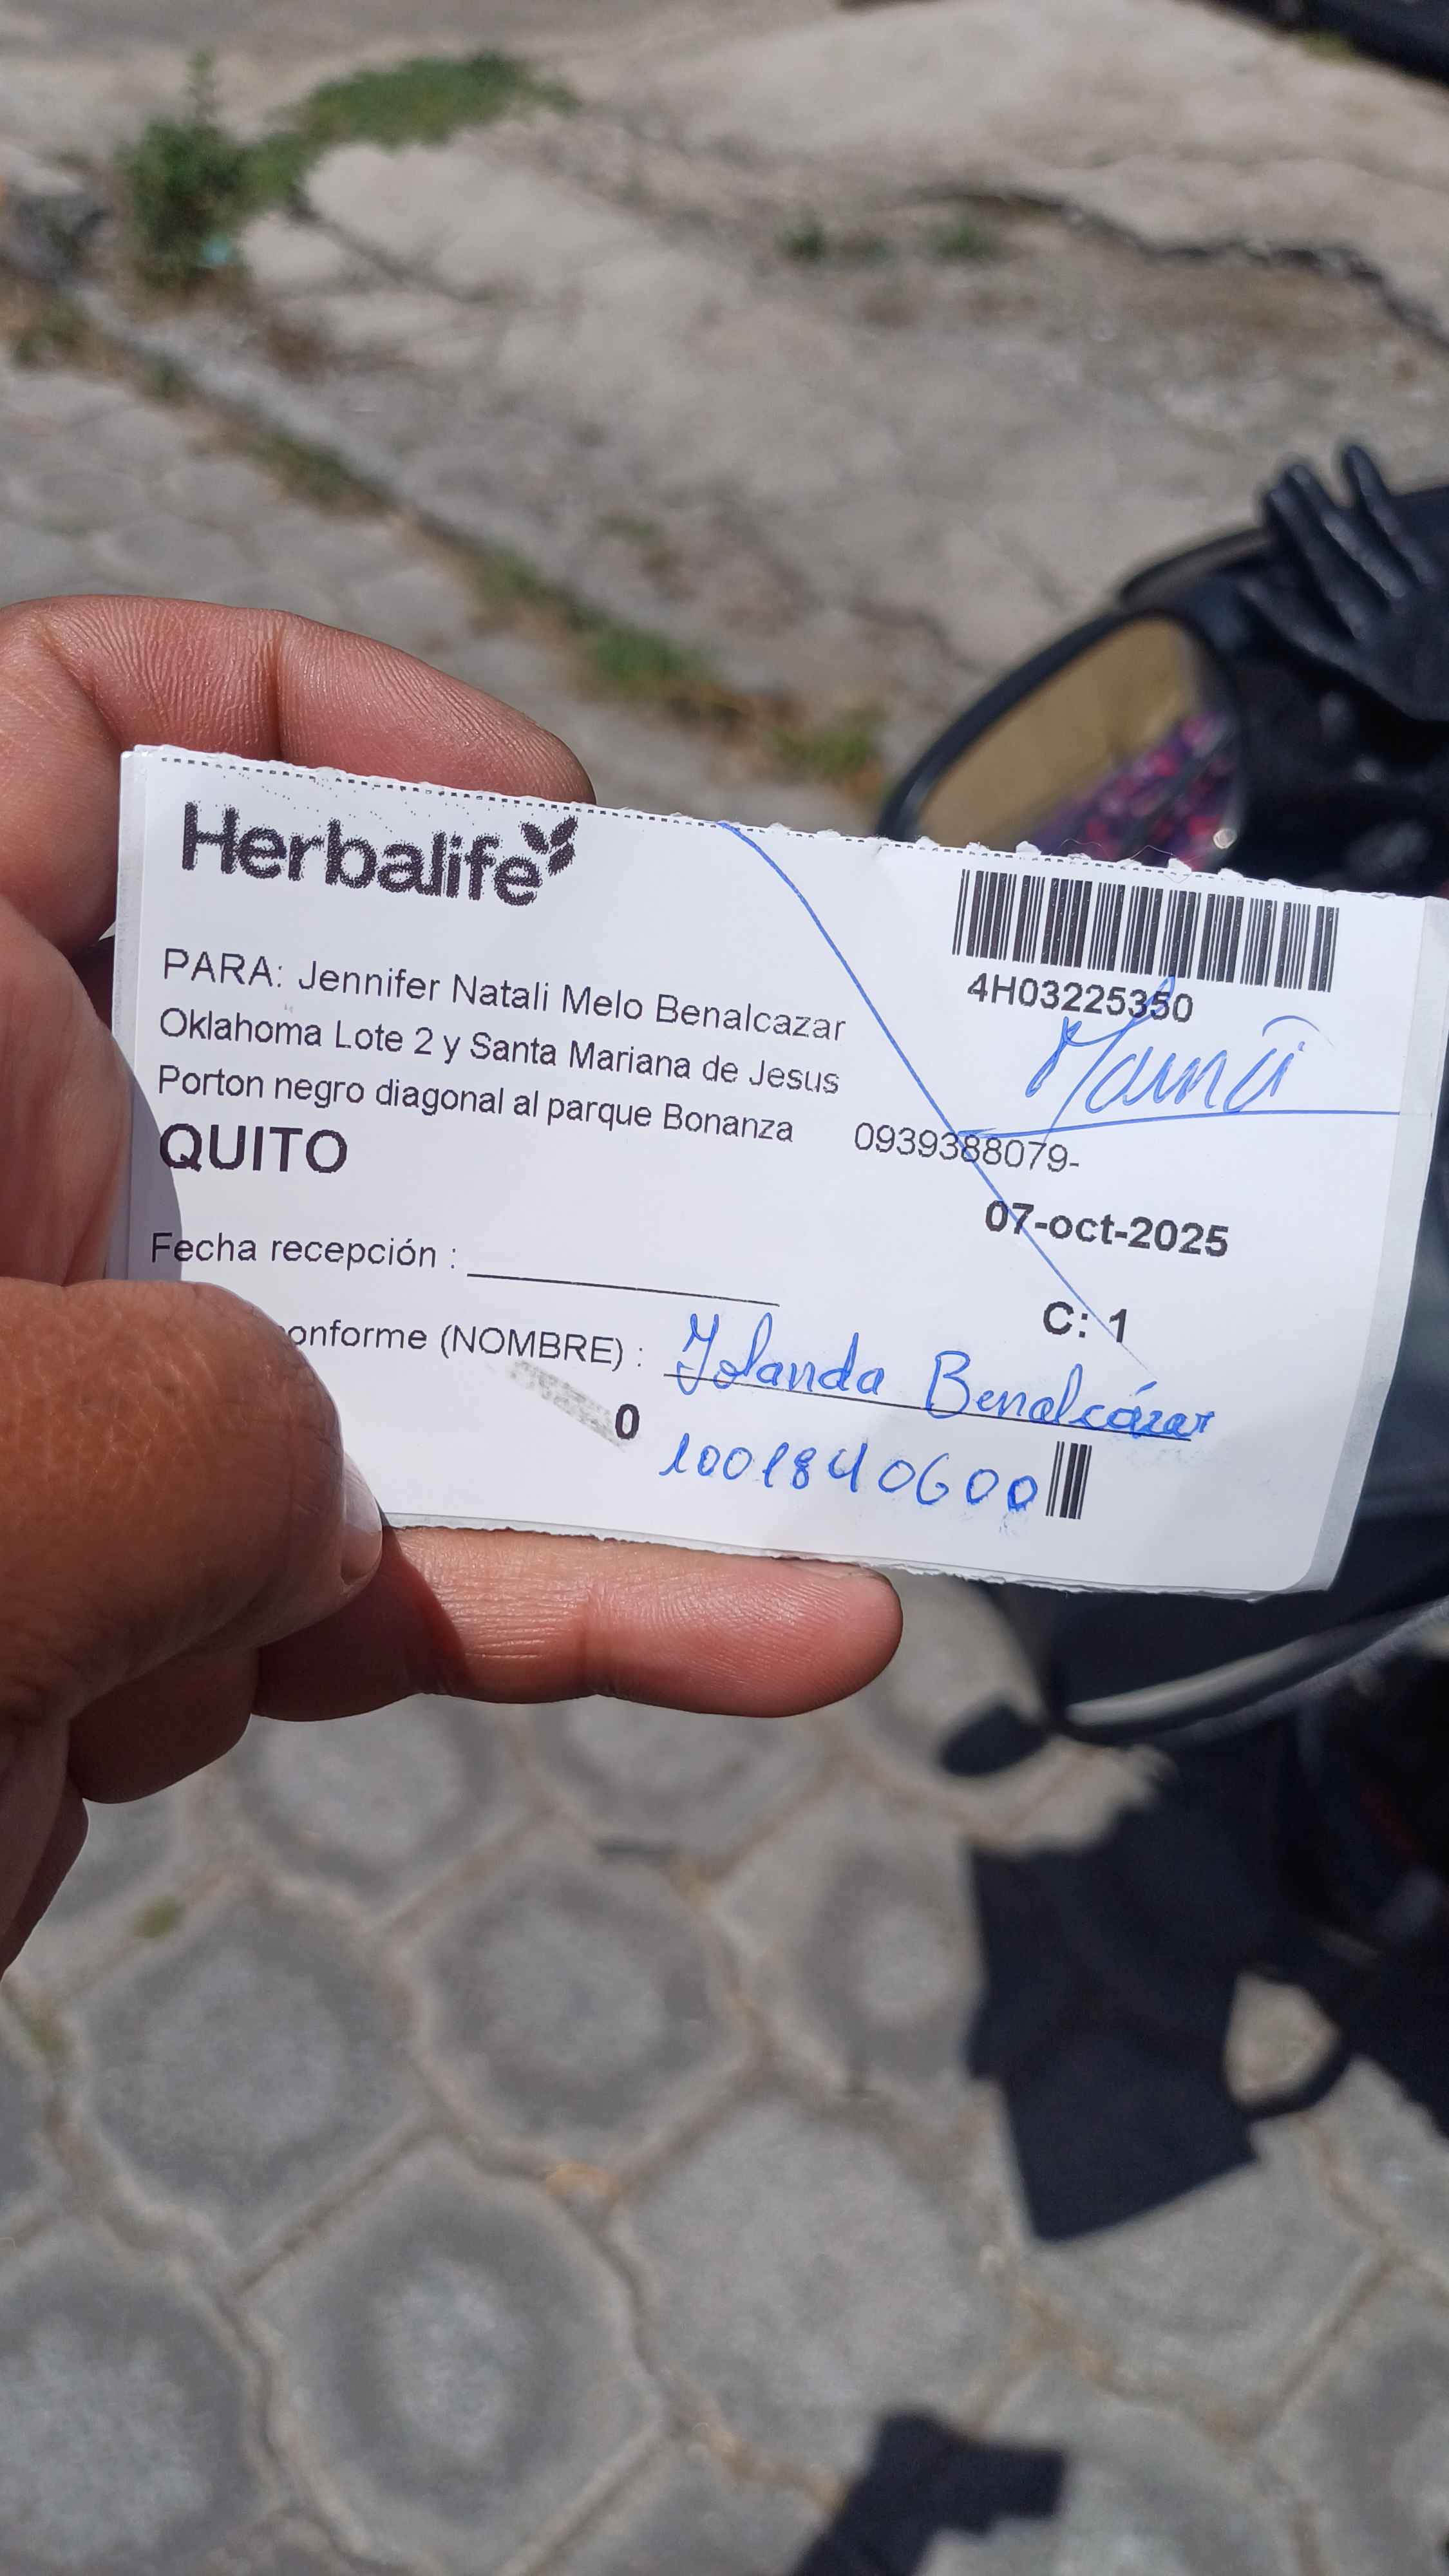 Herbalife
4H03225350
Mamá
PARA: Jennifer Natali Melo Benalcazar
Oklahoma Lote 2 y Santa Mariana de Jesus
Porton negro diagonal al parque Bonanza 0939388079-
QUITO
07-oct-2025
Fecha recepción :
C: 1
onforme (NOMBRE) : Yolanda Benalcázar
0
1001840600